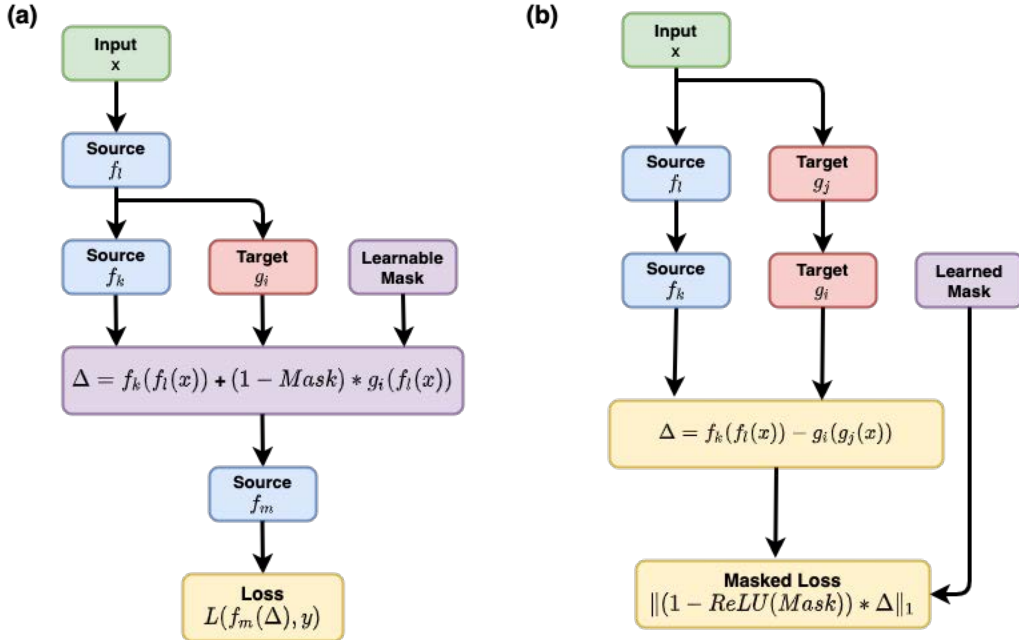 (a)
Input
x
Source
f_l
Source
f_k
Target
g_i
Learnable
Mask
Δ = f_k(f_l(x)) + (1 − Mask) * g_i(f_l(x))
Source
f_m
Loss
L(f_m(Δ), y)
(b)
Input
x
Source
f_l
Target
g_j
Source
f_k
Target
g_i
Learned
Mask
Δ = f_k(f_l(x)) − g_i(g_j(x))
Masked Loss
‖(1 − ReLU(Mask)) * Δ‖₁